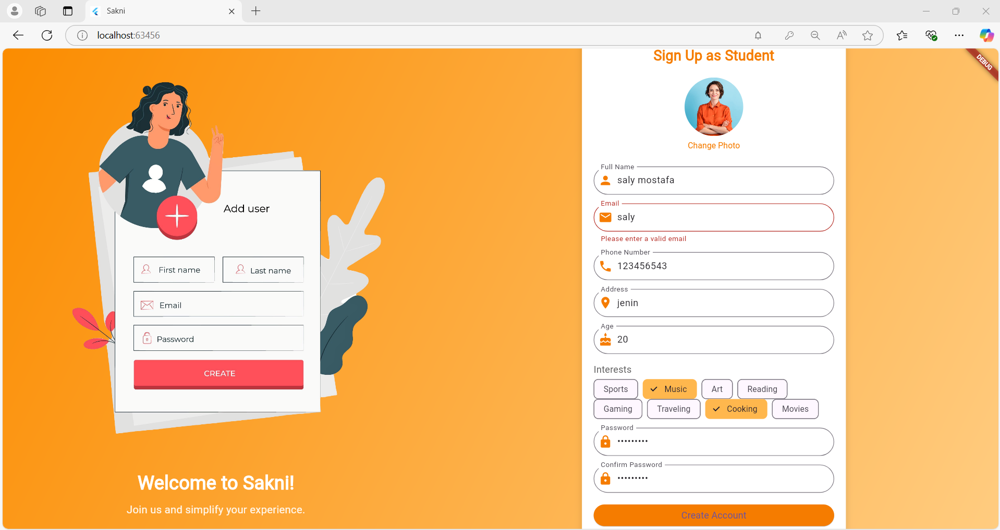 Sakni
localhost:63456
DEBUG
Add user
First name
Last name
Email
Password
CREATE
Welcome to Sakni!
Join us and simplify your experience.
Sign Up as Student
Change Photo
Full Name
saly mostafa
Email
saly
Please enter a valid email
Phone Number
123456543
Address
jenin
Age
20
Interests
Sports Music Art Reading
Gaming Traveling Cooking Movies
Password
•••••••••
Confirm Password
•••••••••
Create Account